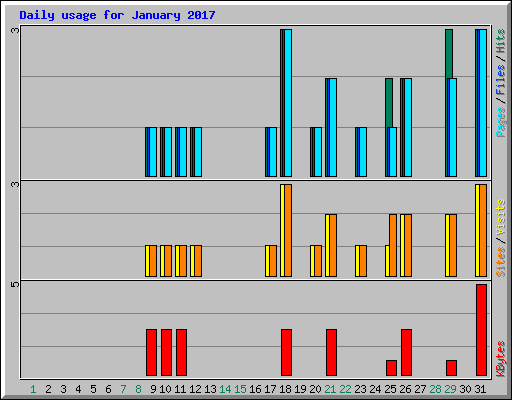 Daily usage for January 2017
3
Pages/Files/Hits
3
Sites/Visits
5
KBytes
1 2 3 4 5 6 7 8 9 10 11 12 13 14 15 16 17 18 19 20 21 22 23 24 25 26 27 28 29 30 31